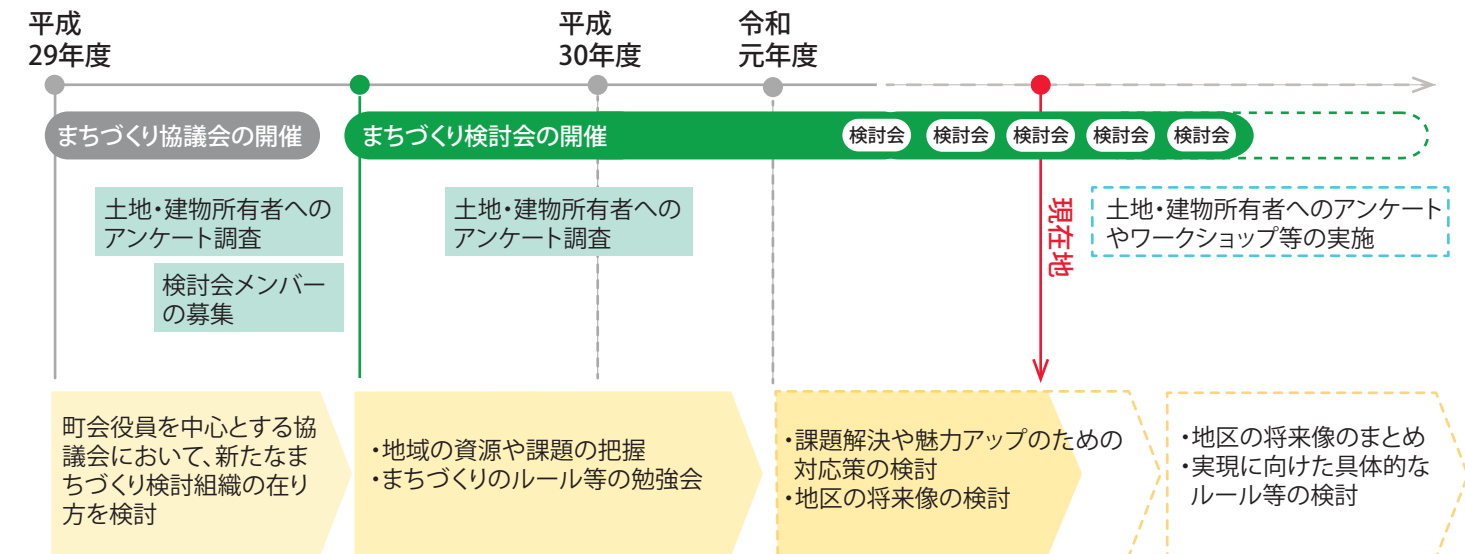 平成
29年度
平成
30年度
令和
元年度
まちづくり協議会の開催
まちづくり検討会の開催
検討会
検討会
検討会
検討会
検討会
土地・建物所有者への
アンケート調査
検討会メンバー
の募集
土地・建物所有者への
アンケート調査
現在地
土地・建物所有者へのアンケート
やワークショップ等の実施
町会役員を中心とする協
議会において、新たなま
ちづくり検討組織の在り
方を検討
・地域の資源や課題の把握
・まちづくりのルール等の勉強会
・課題解決や魅力アップのための
対応策の検討
・地区の将来像の検討
・地区の将来像のまとめ
・実現に向けた具体的な
ルール等の検討